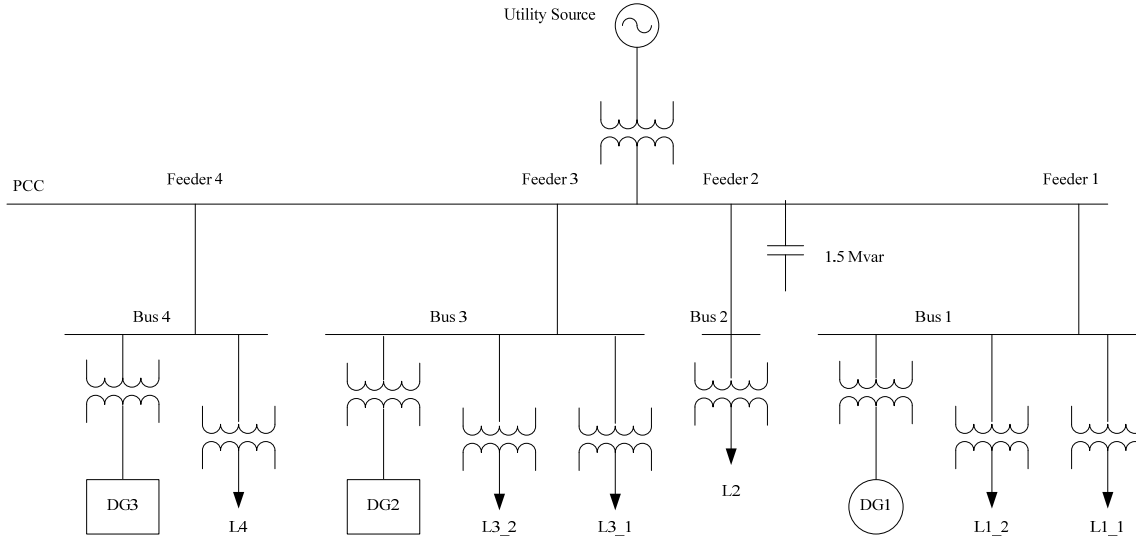 Utility Source
PCC
Feeder 4
Feeder 3
Feeder 2
Feeder 1
1.5 Mvar
Bus 4
Bus 3
Bus 2
Bus 1
DG3
L4
DG2
L3_2
L3_1
L2
DG1
L1_2
L1_1